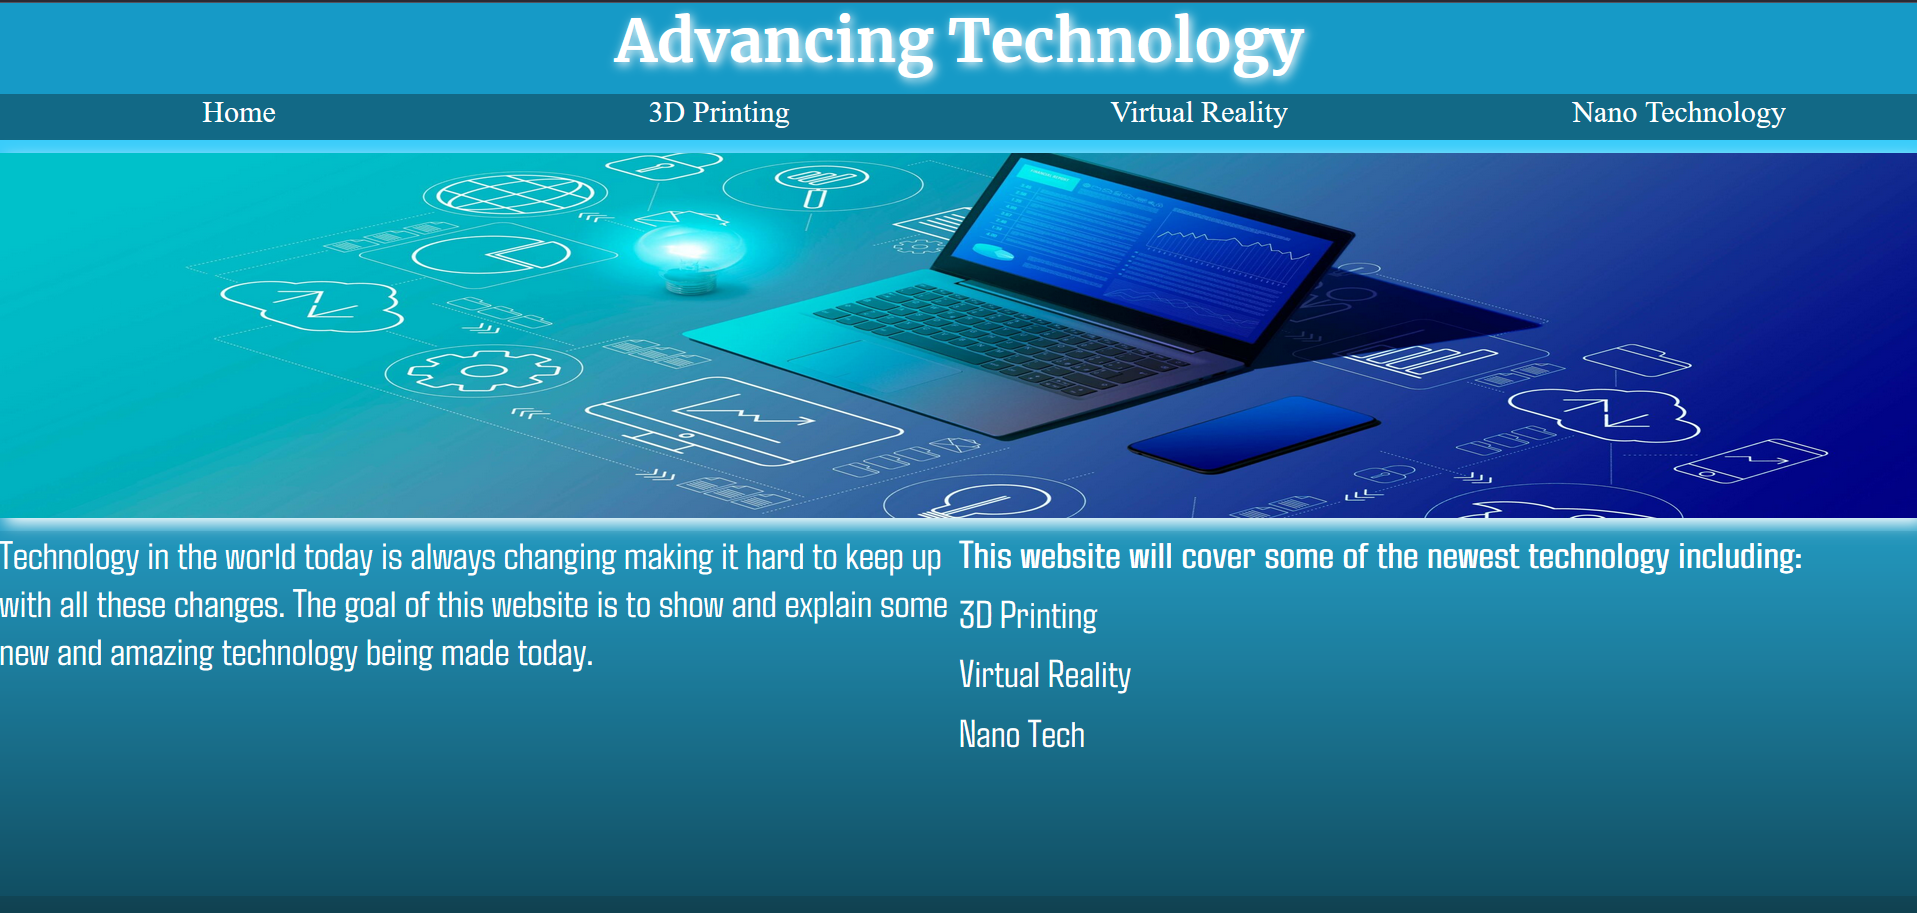 Advancing Technology
Home
3D Printing
Virtual Reality
Nano Technology
Technology in the world today is always changing making it hard to keep up
with all these changes. The goal of this website is to show and explain some
new and amazing technology being made today.
This website will cover some of the newest technology including:
3D Printing
Virtual Reality
Nano Tech